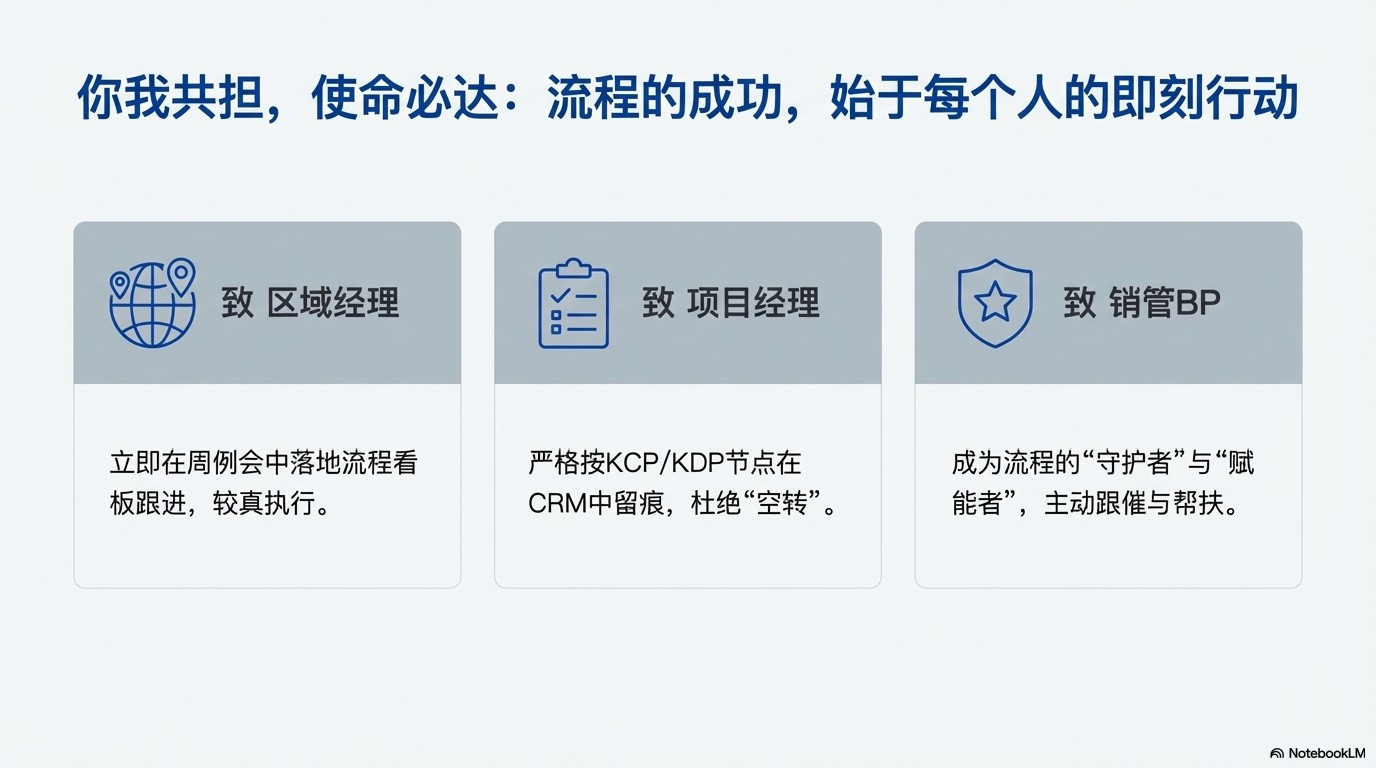 你我共担，使命必达：流程的成功，始于每个人的即刻行动
致 区域经理
立即在周例会中落地流程看
板跟进，较真执行。
致 项目经理
严格按KCP/KDP节点在
CRM中留痕，杜绝“空转”。
致 销管BP
成为流程的“守护者”与“赋
能者”，主动跟催与帮扶。
NotebookLM